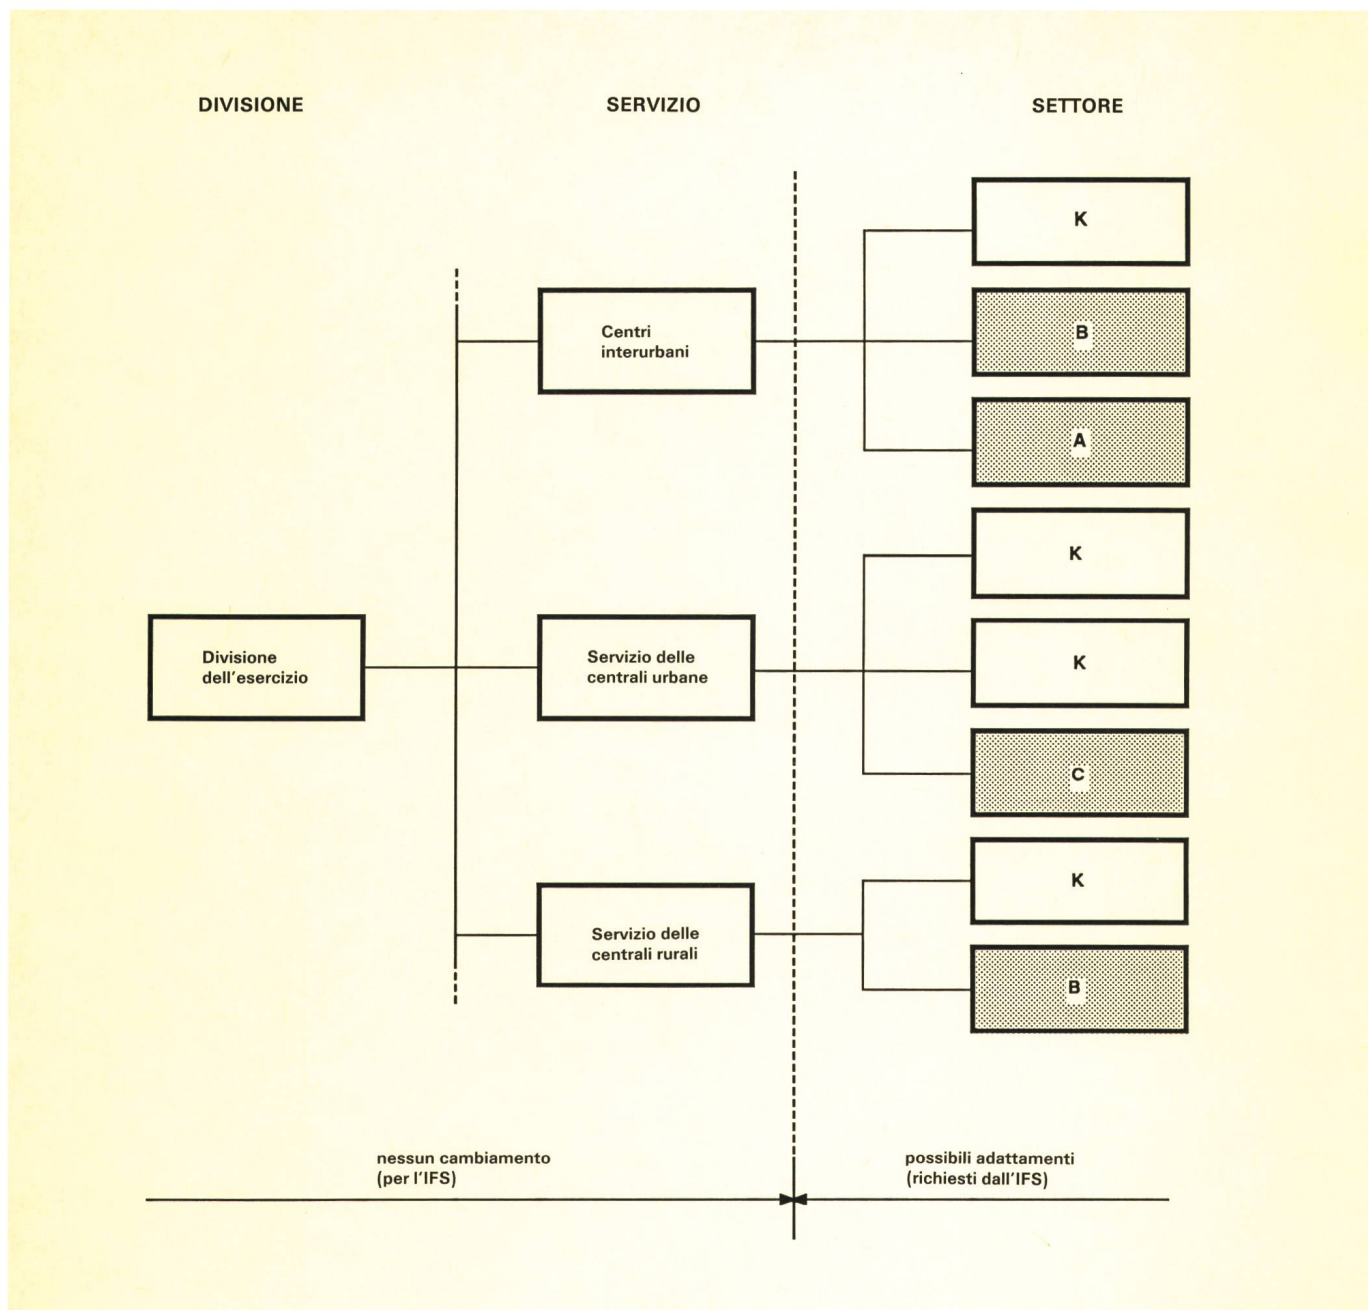 DIVISIONE
SERVIZIO
SETTORE
K
Centri
interurbani
B
A
K
Divisione
dell'esercizio
Servizio delle
centrali urbane
K
C
K
Servizio delle
centrali rurali
B
nessun cambiamento
(per l'IFS)
possibili adattamenti
(richiesti dall'IFS)